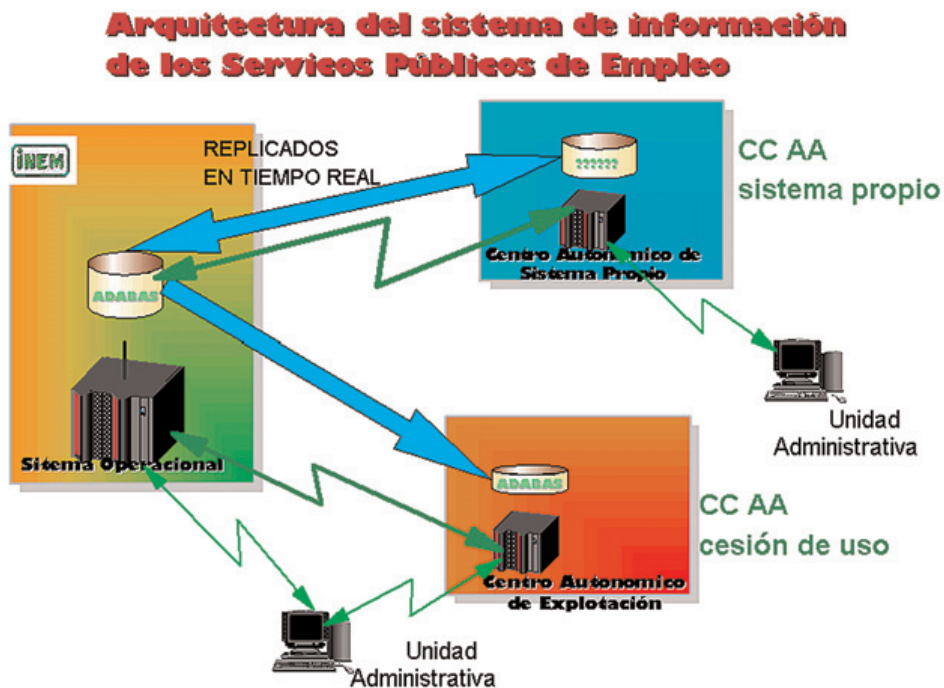 Arquitectura del sistema de información
de los Servicos Públicos de Empleo
INEM
REPLICADOS
EN TIEMPO REAL
ADABAS
Sitema Operacional
??????
Centro Autonomico de
Sistema Propio
CC AA
sistema propio
Unidad
Administrativa
ADABAS
Centro Autonomico
de Explotación
CC AA
cesión de uso
Unidad
Administrativa